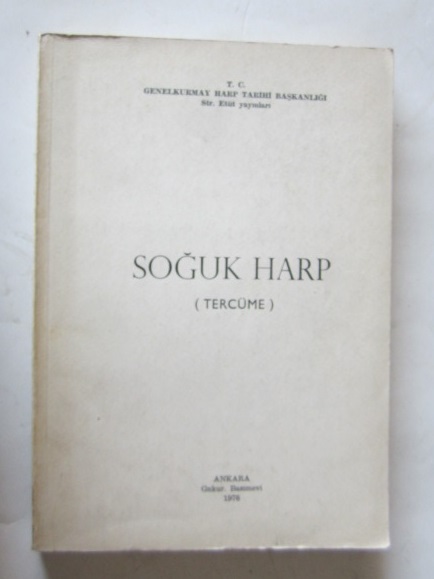 T. C.
GENELKURMAY HARP TARİHİ BAŞKANLIĞI
Str. Etüt yayınları
SOĞUK HARP
( TERCÜME )
ANKARA
Gnkur. Basımevi
1976